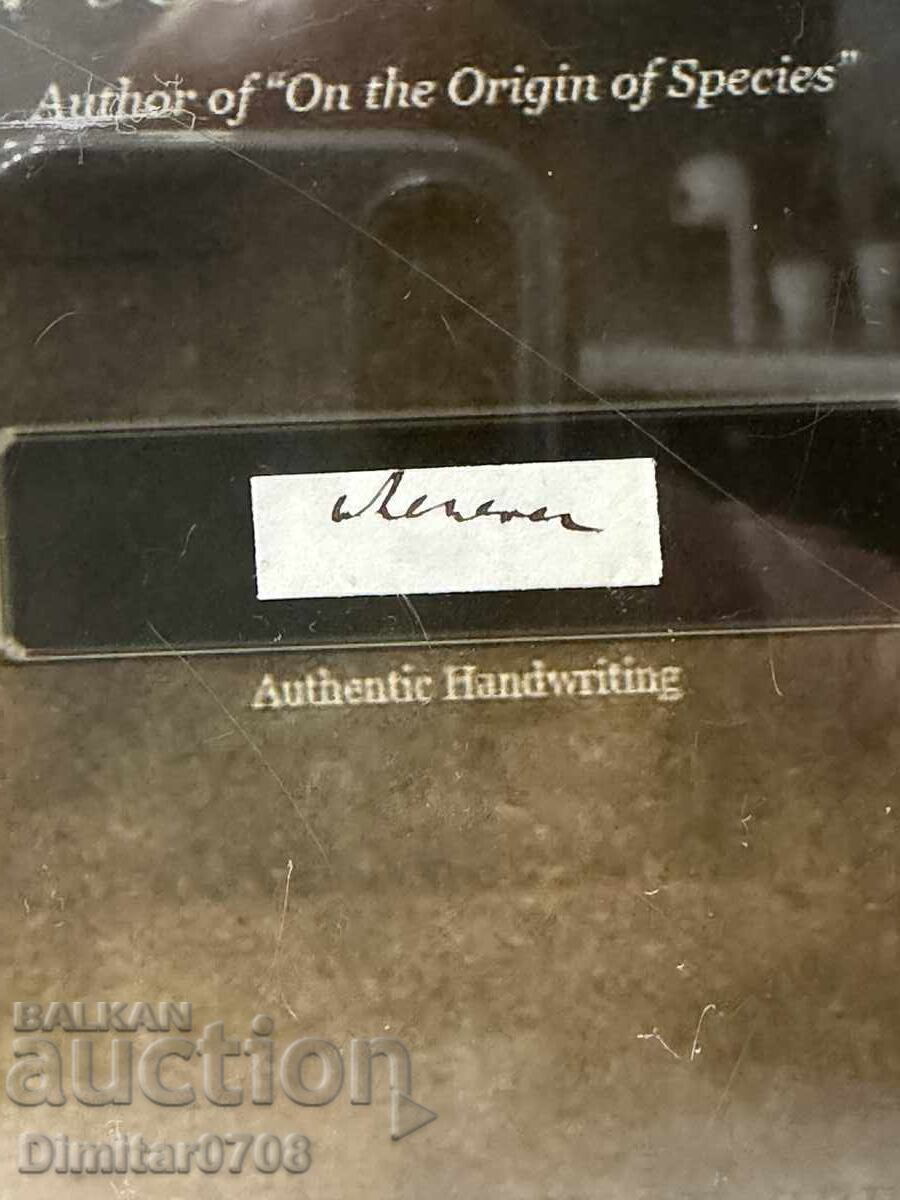 Author of “On the Origin of Species”
whenever
Authentic Handwriting
BALKAN
auction
Dimitar0708